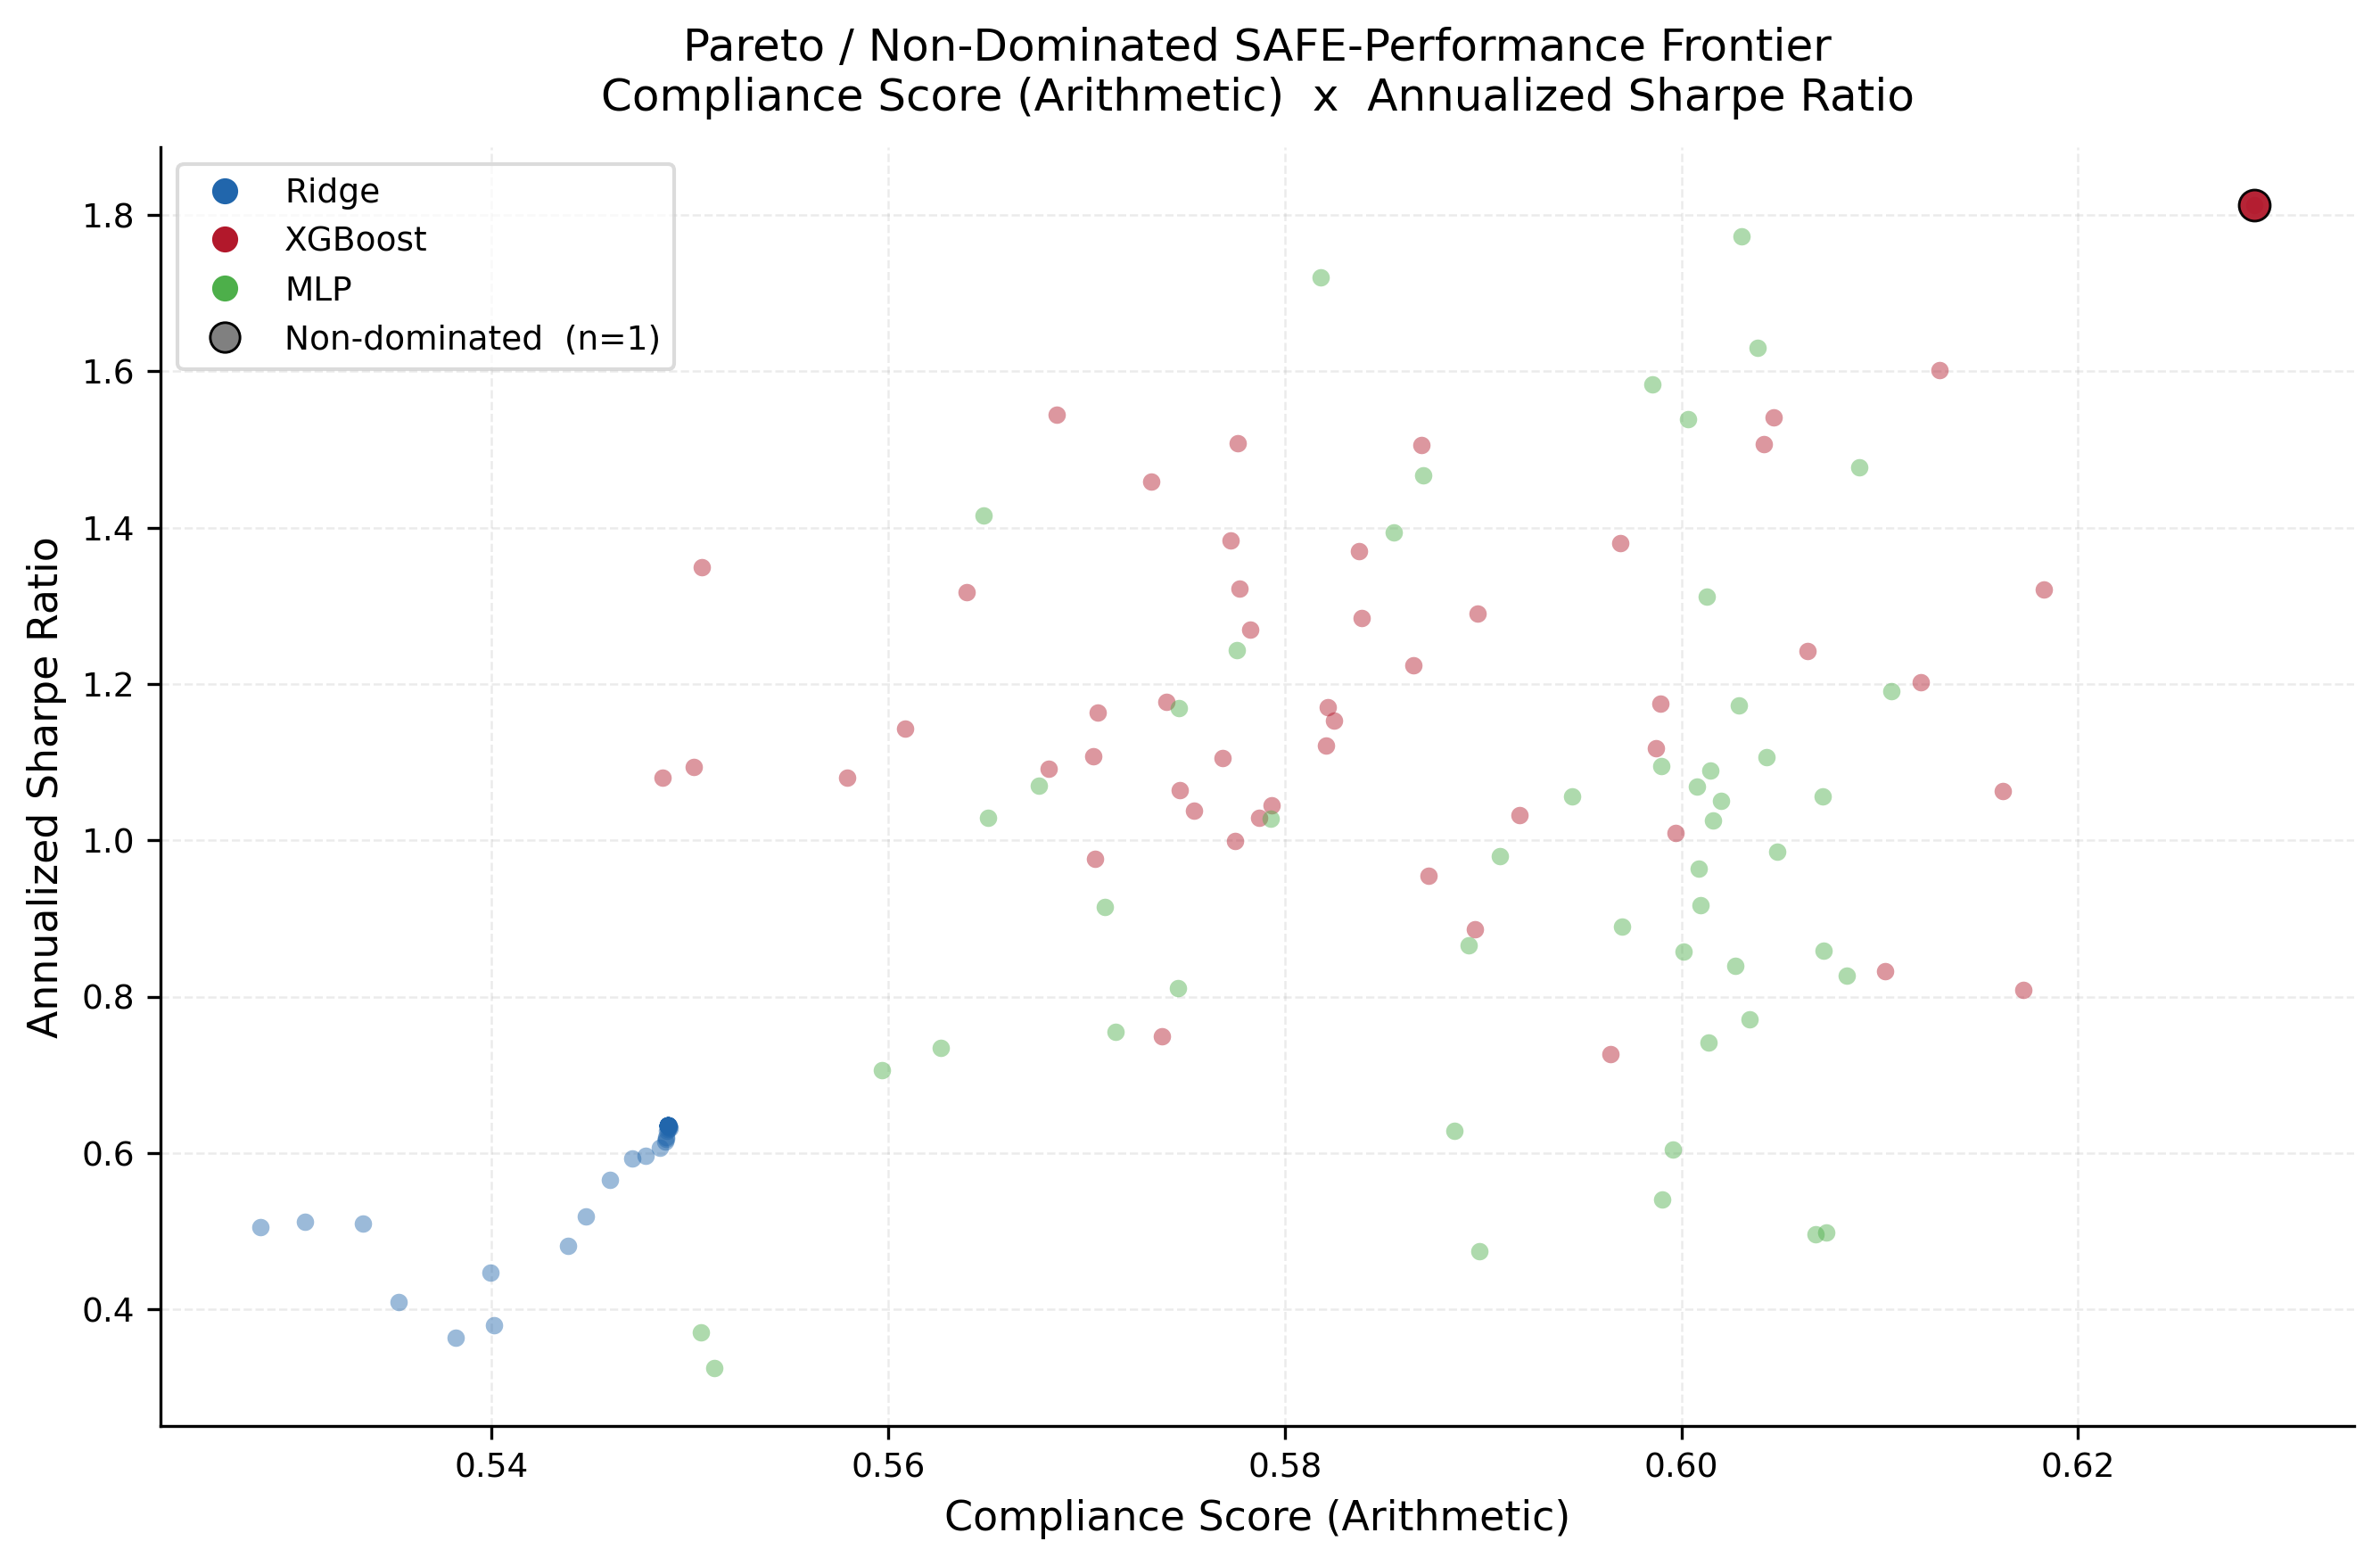 Pareto / Non-Dominated SAFE-Performance Frontier
Compliance Score (Arithmetic)  x  Annualized Sharpe Ratio
Ridge
XGBoost
MLP
Non-dominated  (n=1)
Annualized Sharpe Ratio
1.8
1.6
1.4
1.2
1.0
0.8
0.6
0.4
0.54
0.56
0.58
0.60
0.62
Compliance Score (Arithmetic)